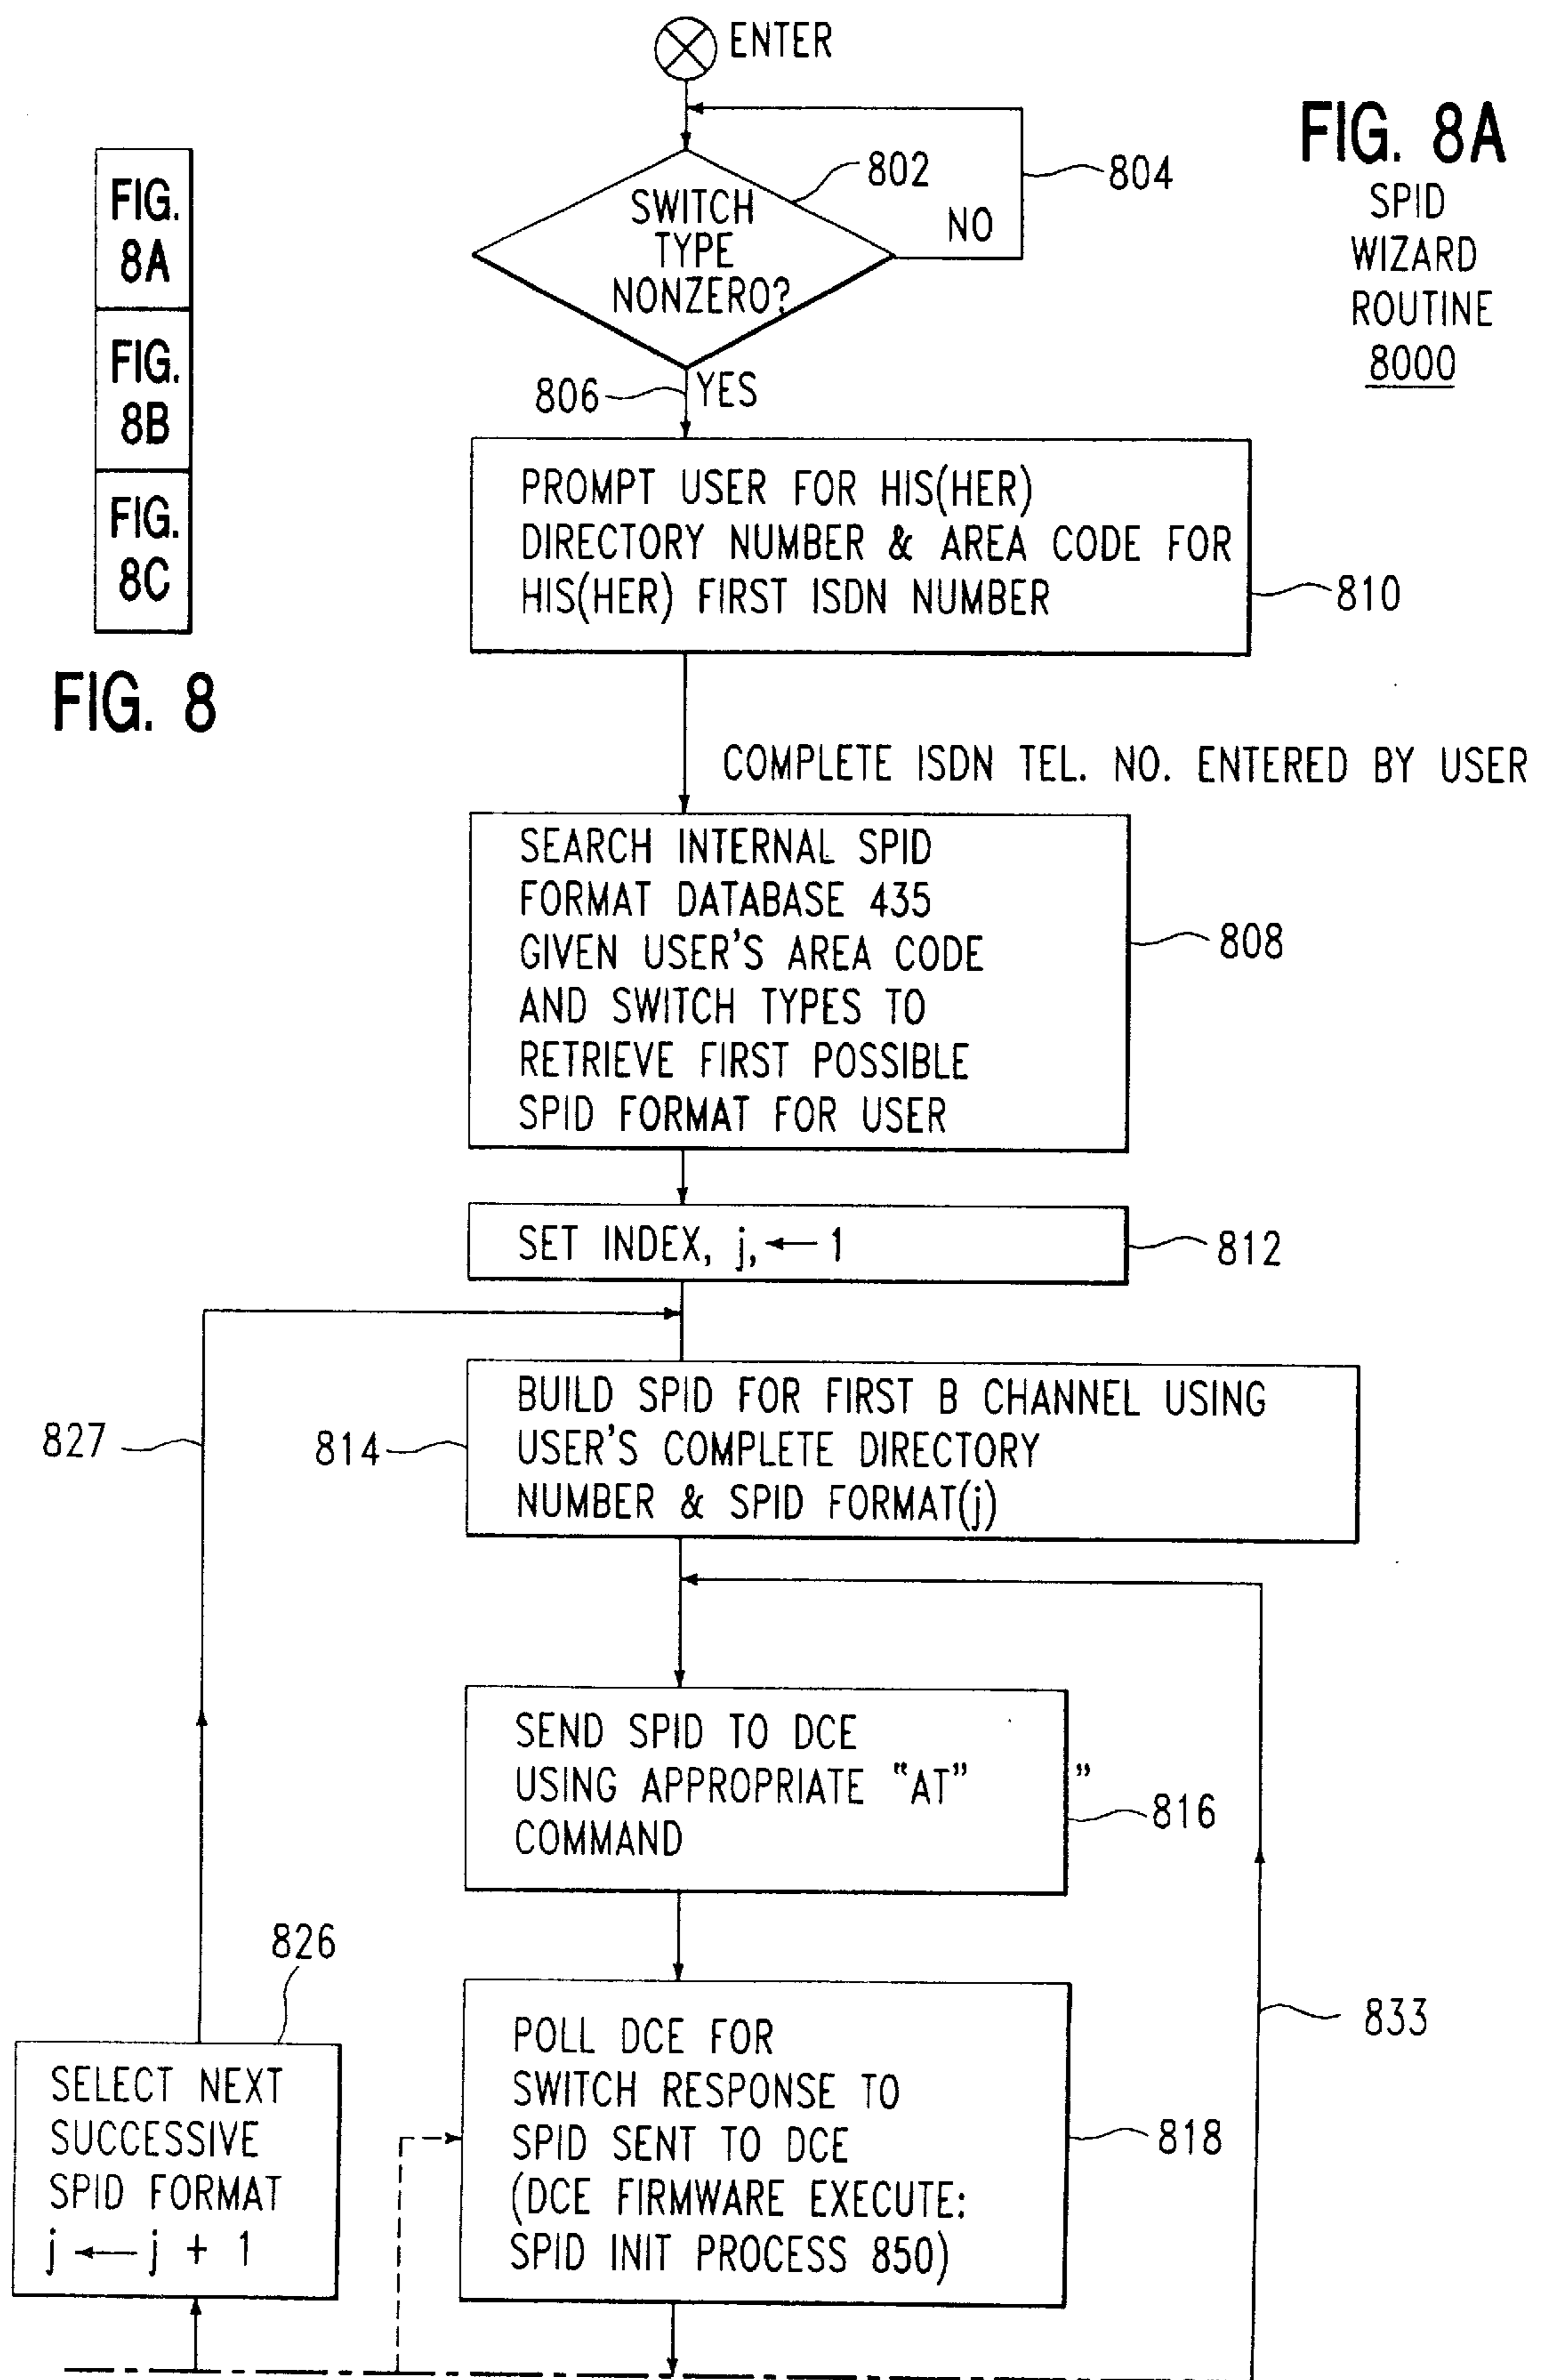 ENTER
FIG. 8A
SPID
WIZARD
ROUTINE
8000
FIG.
8A
FIG.
8B
FIG.
8C
FIG. 8
802
804
SWITCH
TYPE
NONZERO?
NO
806
YES
PROMPT USER FOR HIS(HER)
DIRECTORY NUMBER & AREA CODE FOR
HIS(HER) FIRST ISDN NUMBER
810
COMPLETE ISDN TEL. NO. ENTERED BY USER
SEARCH INTERNAL SPID
FORMAT DATABASE 435
GIVEN USER'S AREA CODE
AND SWITCH TYPES TO
RETRIEVE FIRST POSSIBLE
SPID FORMAT FOR USER
808
SET INDEX, j, ← 1
812
BUILD SPID FOR FIRST B CHANNEL USING
USER'S COMPLETE DIRECTORY
NUMBER & SPID FORMAT(j)
814
827
SEND SPID TO DCE
USING APPROPRIATE "AT" "
COMMAND
816
826
SELECT NEXT
SUCCESSIVE
SPID FORMAT
j ← j + 1
POLL DCE FOR
SWITCH RESPONSE TO
SPID SENT TO DCE
(DCE FIRMWARE EXECUTE:
SPID INIT PROCESS 850)
818
833